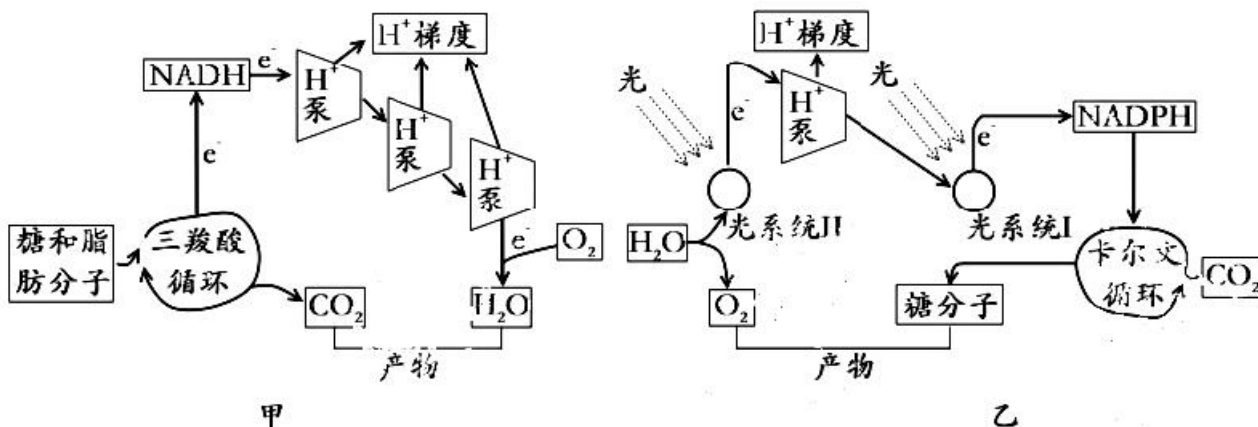 H⁺梯度
NADH
e⁻
H⁺
泵
H⁺
泵
H⁺
泵
e⁻
糖和脂
肪分子
三羧酸
循环
e⁻
O₂
CO₂
H₂O
产物
甲
H⁺梯度
光
e⁻
H⁺
泵
光
e⁻
NADPH
H₂O
光系统II
光系统I
O₂
糖分子
卡尔文
循环
CO₂
产物
乙